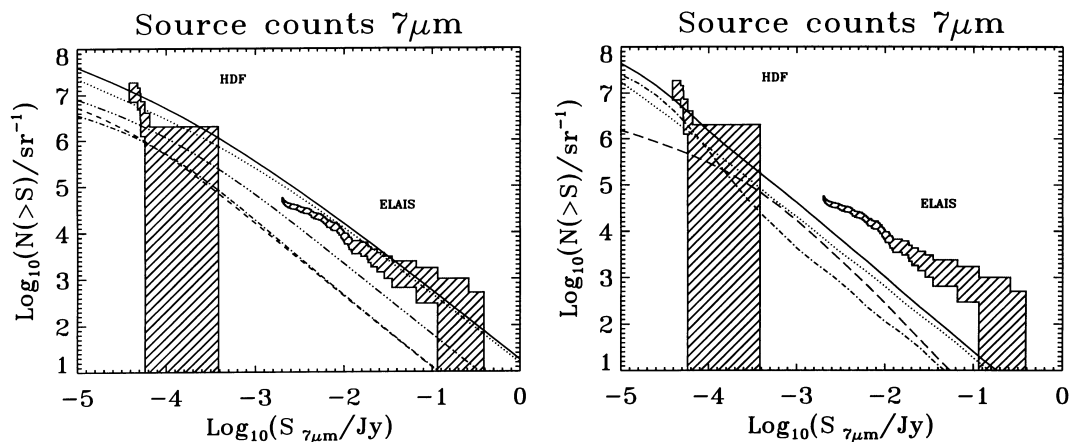 Source counts 7μm
8
7
6
5
4
3
2
1
Log₁₀(N(>S)/sr⁻¹)
HDF
ELAIS
−5 −4 −3 −2 −1 0
Log₁₀(S ₇μₘ/Jy)
Source counts 7μm
8
7
6
5
4
3
2
1
Log₁₀(N(>S)/sr⁻¹)
HDF
ELAIS
−5 −4 −3 −2 −1 0
Log₁₀(S ₇μₘ/Jy)